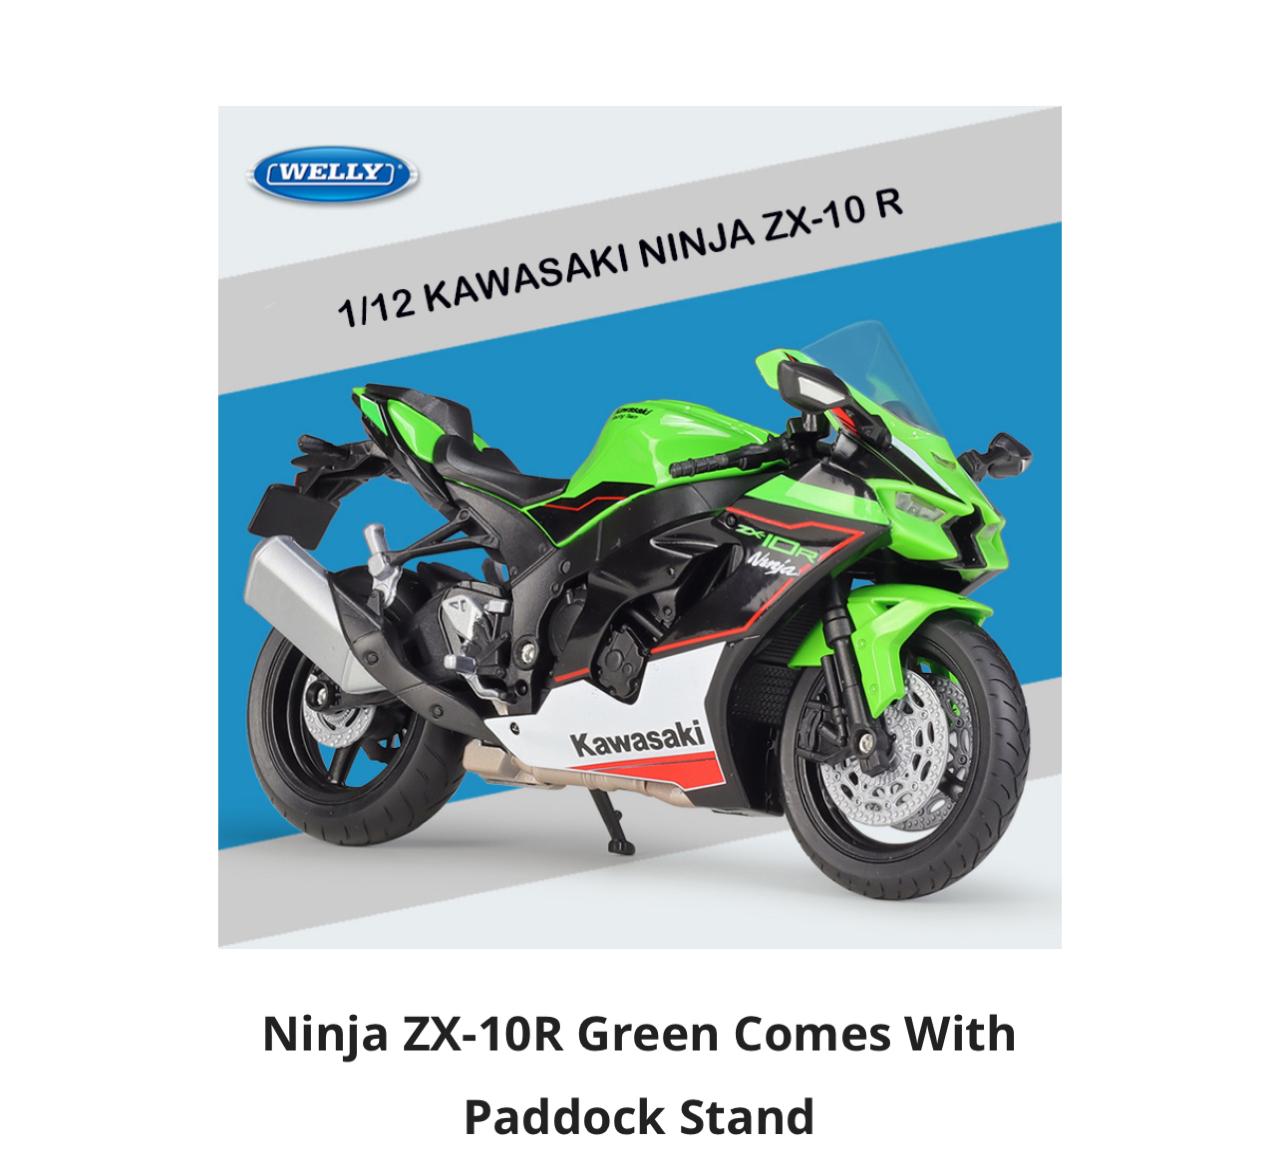 WELLY
1/12 KAWASAKI NINJA ZX-10 R
Kawasaki
ZX-10R
Ninja
Kawasaki
Ninja ZX-10R Green Comes With
Paddock Stand